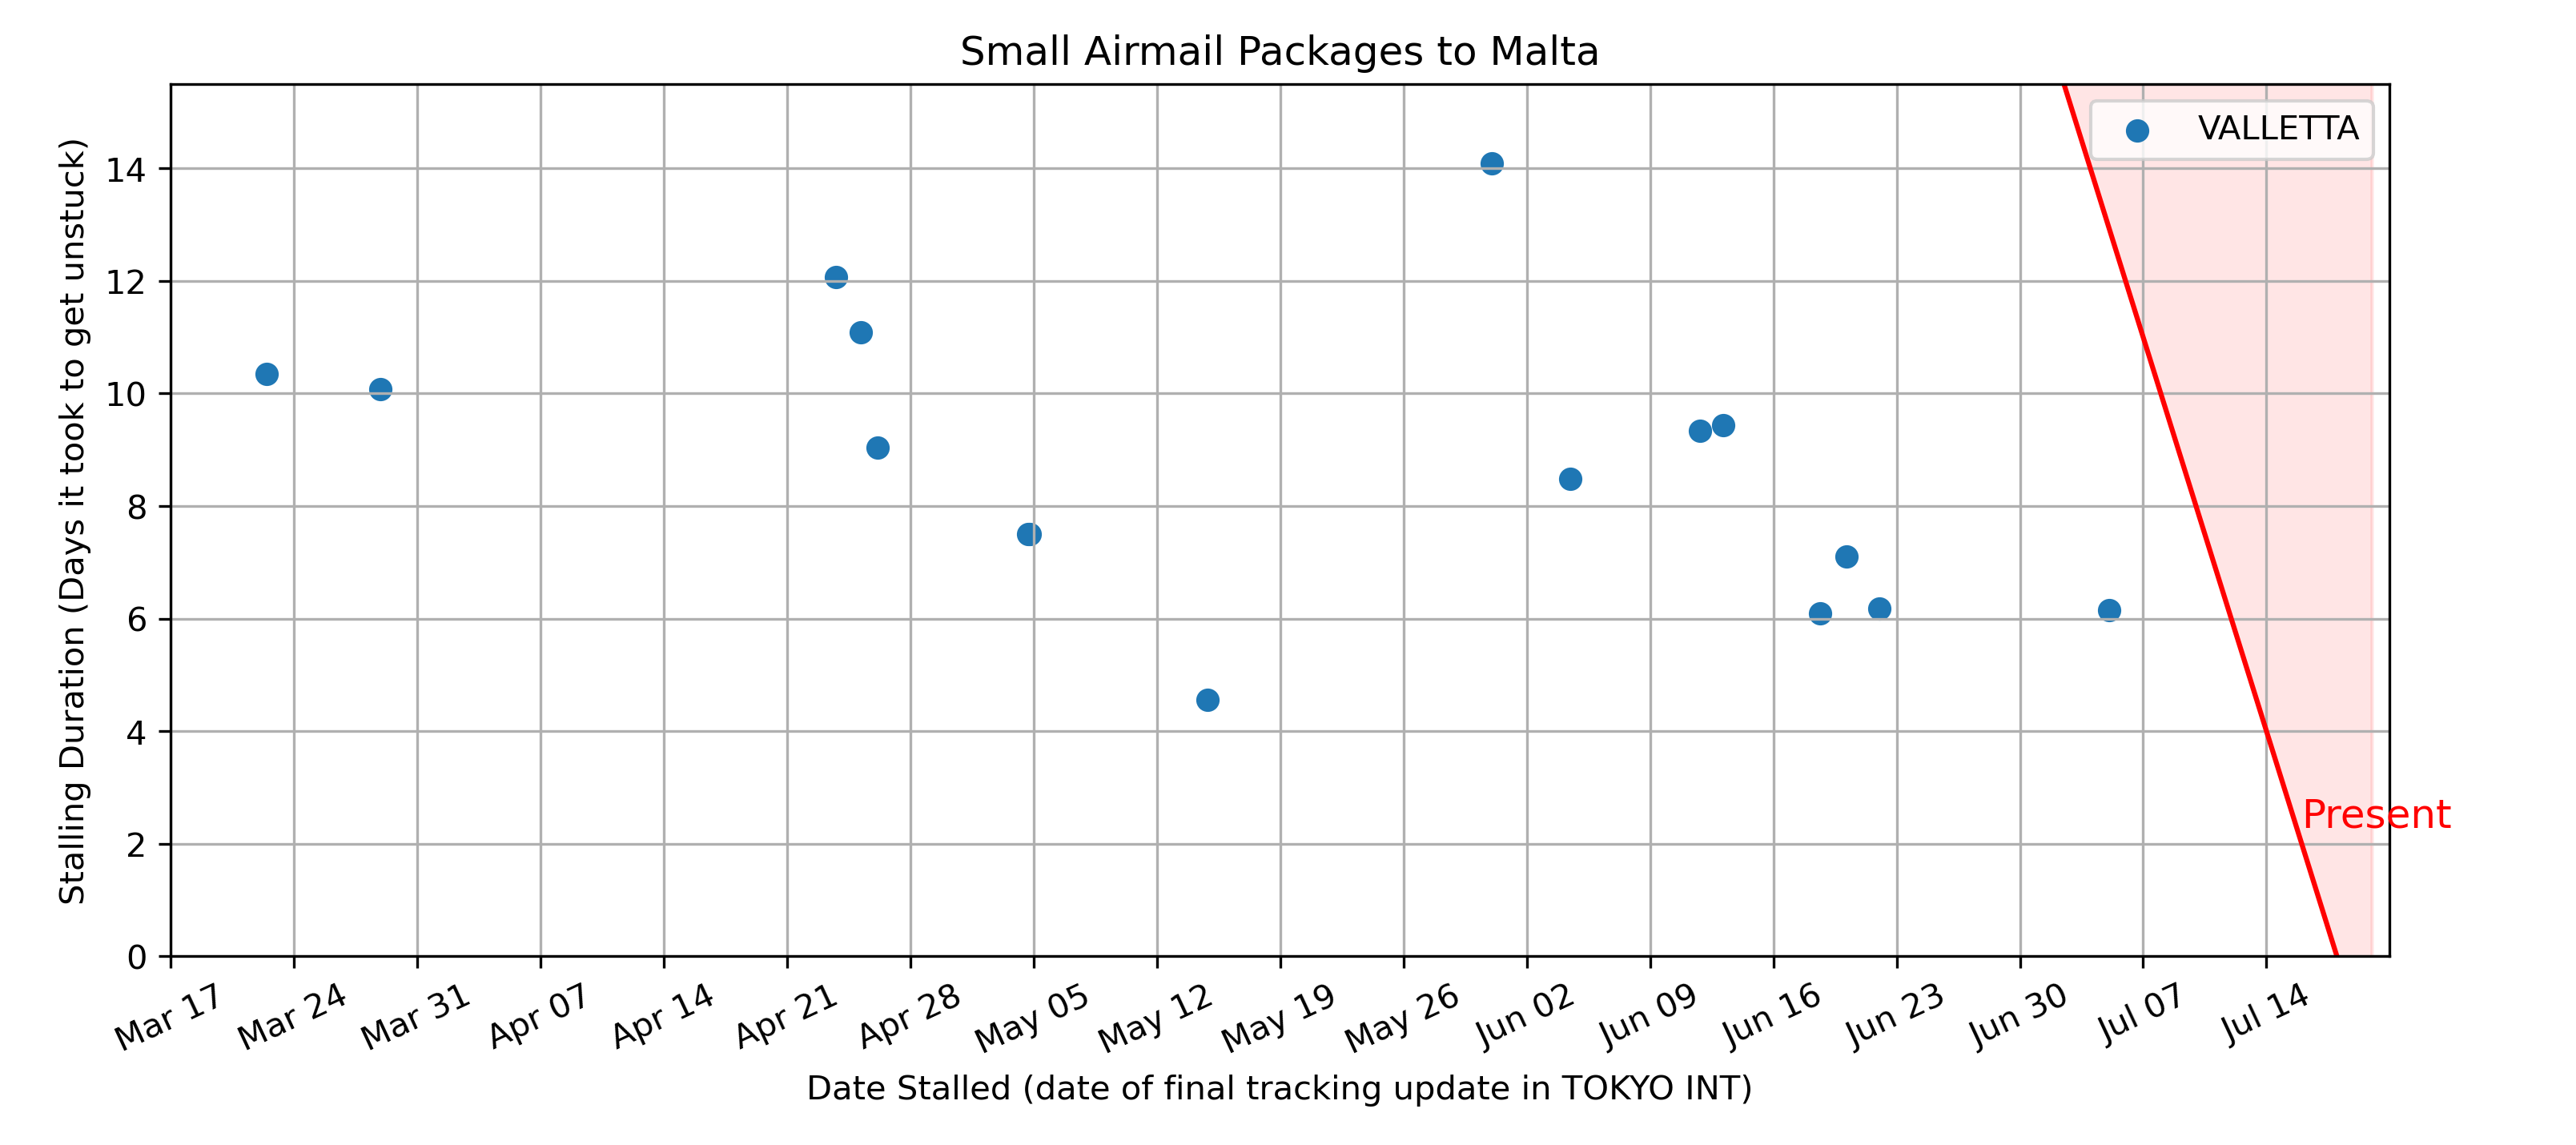 Small Airmail Packages to Malta
VALLETTA
Stalling Duration (Days it took to get unstuck)
14
12
10
8
6
4
2
0
Present
Mar 17 Mar 24 Mar 31 Apr 07 Apr 14 Apr 21 Apr 28 May 05 May 12 May 19 May 26 Jun 02 Jun 09 Jun 16 Jun 23 Jun 30 Jul 07 Jul 14
Date Stalled (date of final tracking update in TOKYO INT)